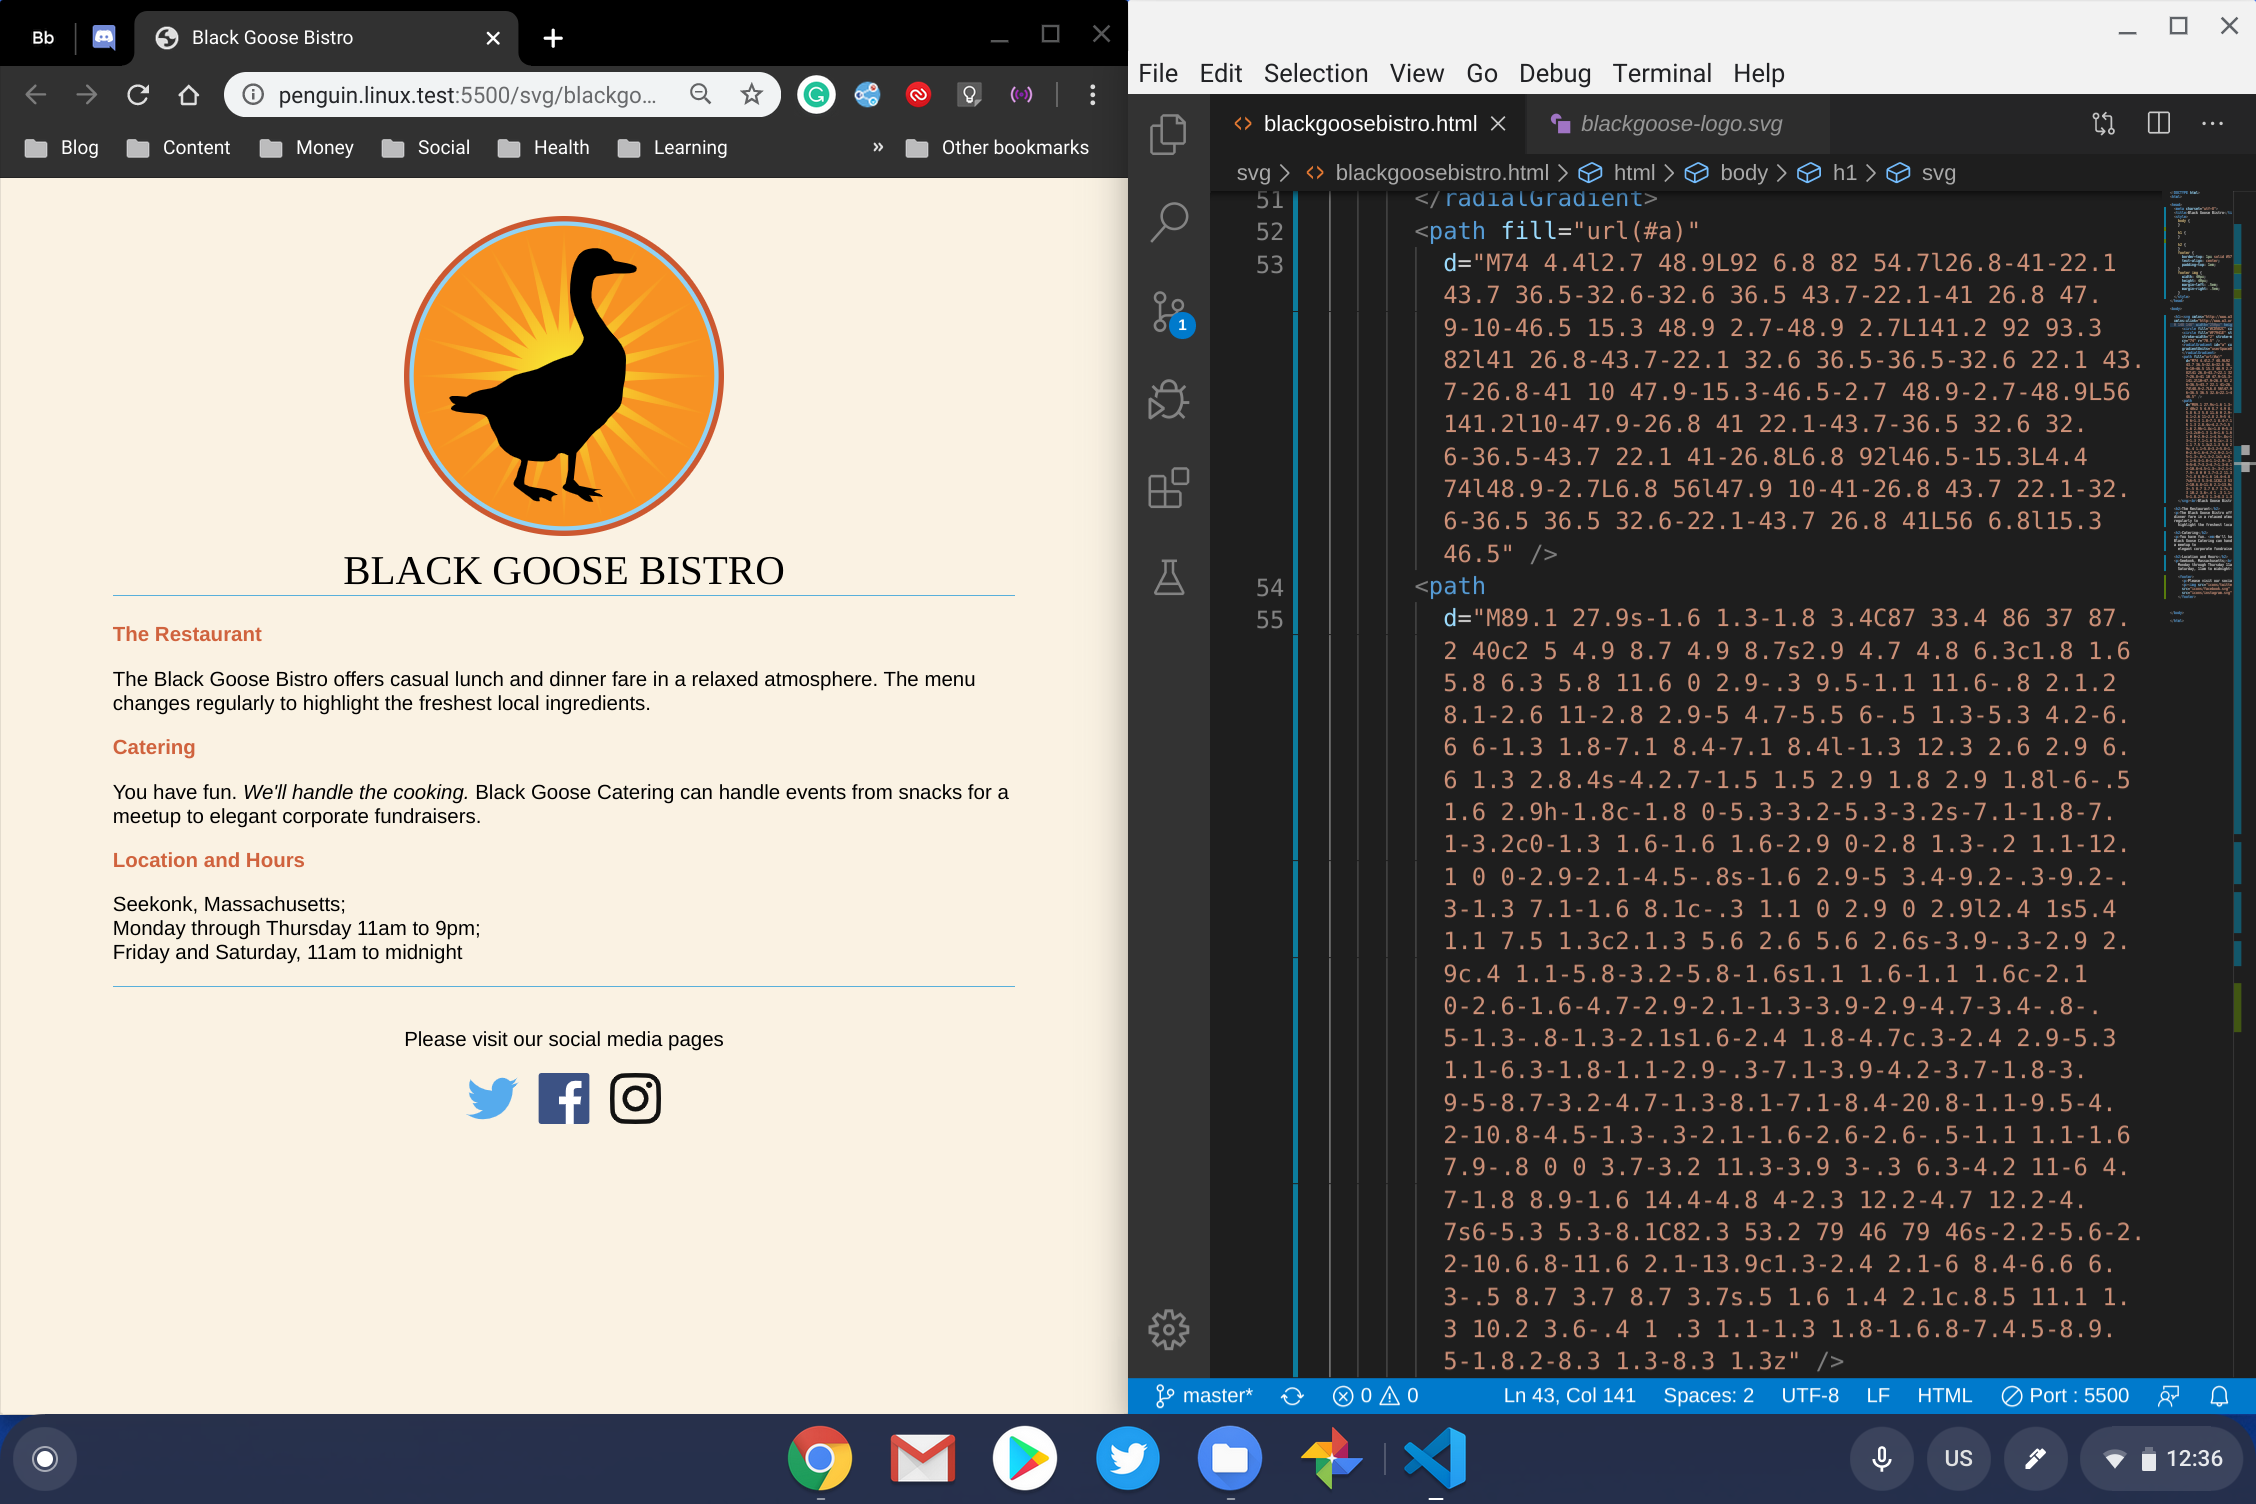 Bb
Black Goose Bistro
penguin.linux.test:5500/svg/blackgo...
Blog
Content
Money
Social
Health
Learning
»
Other bookmarks
BLACK GOOSE BISTRO
The Restaurant
The Black Goose Bistro offers casual lunch and dinner fare in a relaxed atmosphere. The menu
changes regularly to highlight the freshest local ingredients.
Catering
You have fun. We'll handle the cooking. Black Goose Catering can handle events from snacks for a
meetup to elegant corporate fundraisers.
Location and Hours
Seekonk, Massachusetts;
Monday through Thursday 11am to 9pm;
Friday and Saturday, 11am to midnight
Please visit our social media pages
File Edit Selection View Go Debug Terminal Help
blackgoosebistro.html
blackgoose-logo.svg
svg > blackgoosebistro.html > html > body > h1 > svg
51 </radialGradient>
52 <path fill="url(#a)"
53 d="M74 4.4l2.7 48.9L92 6.8 82 54.7l26.8-41-22.1
43.7 36.5-32.6-32.6 36.5 43.7-22.1-41 26.8 47.
9-10-46.5 15.3 48.9 2.7-48.9 2.7L141.2 92 93.3
82l41 26.8-43.7-22.1 32.6 36.5-36.5-32.6 22.1 43.
7-26.8-41 10 47.9-15.3-46.5-2.7 48.9-2.7-48.9L56
141.2l10-47.9-26.8 41 22.1-43.7-36.5 32.6 32.
6-36.5-43.7 22.1 41-26.8L6.8 92l46.5-15.3L4.4
74l48.9-2.7L6.8 56l47.9 10-41-26.8 43.7 22.1-32.
6-36.5 36.5 32.6-22.1-43.7 26.8 41L56 6.8l15.3
46.5" />
54 <path
55 d="M89.1 27.9s-1.6 1.3-1.8 3.4C87 33.4 86 37 87.
2 40c2 5 4.9 8.7 4.9 8.7s2.9 4.7 4.8 6.3c1.8 1.6
5.8 6.3 5.8 11.6 0 2.9-.3 9.5-1.1 11.6-.8 2.1.2
8.1-2.6 11-2.8 2.9-5 4.7-5.5 6-.5 1.3-5.3 4.2-6.
6 6-1.3 1.8-7.1 8.4-7.1 8.4l-1.3 12.3 2.6 2.9 6.
6 1.3 2.8.4s-4.2.7-1.5 1.5 2.9 1.8 2.9 1.8l-6-.5
1.6 2.9h-1.8c-1.8 0-5.3-3.2-5.3-3.2s-7.1-1.8-7.
1-3.2c0-1.3 1.6-1.6 1.6-2.9 0-2.8 1.3-.2 1.1-12.
1 0 0-2.9-2.1-4.5-.8s-1.6 2.9-5 3.4-9.2-.3-9.2-.
3-1.3 7.1-1.6 8.1c-.3 1.1 0 2.9 0 2.9l2.4 1s5.4
1.1 7.5 1.3c2.1.3 5.6 2.6 5.6 2.6s-3.9-.3-2.9 2.
9c.4 1.1-5.8-3.2-5.8-1.6s1.1 1.6-1.1 1.6c-2.1
0-2.6-1.6-4.7-2.9-2.1-1.3-3.9-2.9-4.7-3.4-.8-.
5-1.3-.8-1.3-2.1s1.6-2.4 1.8-4.7c.3-2.4 2.9-5.3
1.1-6.3-1.8-1.1-2.9-.3-7.1-3.9-4.2-3.7-1.8-3.
9-5-8.7-3.2-4.7-1.3-8.1-7.1-8.4-20.8-1.1-9.5-4.
2-10.8-4.5-1.3-.3-2.1-1.6-2.6-2.6-.5-1.1 1.1-1.6
7.9-.8 0 0 3.7-3.2 11.3-3.9 3-.3 6.3-4.2 11-6 4.
7-1.8 8.9-1.6 14.4-4.8 4-2.3 12.2-4.7 12.2-4.
7s6-5.3 5.3-8.1C82.3 53.2 79 46 79 46s-2.2-5.6-2.
2-10.6.8-11.6 2.1-13.9c1.3-2.4 2.1-6 8.4-6.6 6.
3-.5 8.7 3.7 8.7 3.7s.5 1.6 1.4 2.1c.8.5 11.1 1.
3 10.2 3.6-.4 1 .3 1.1-1.3 1.8-1.6.8-7.4.5-8.9.
5-1.8.2-8.3 1.3-8.3 1.3z" />
1
master* 0 0 Ln 43, Col 141 Spaces: 2 UTF-8 LF HTML Port : 5500
US
12:36